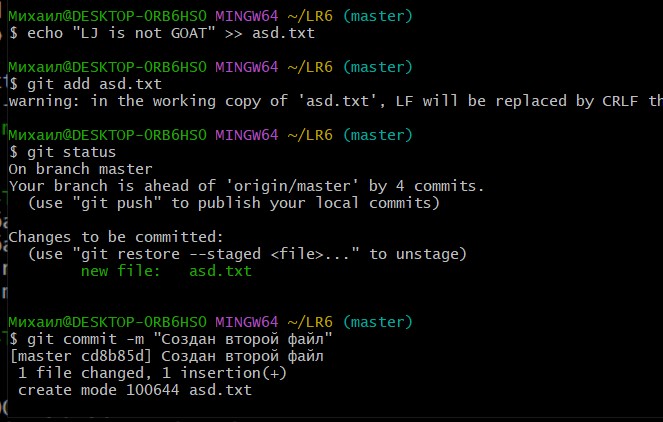 Михаил@DESKTOP-ORB6HSO MINGW64 ~/LR6 (master)
$ echo "LJ is not GOAT" >> asd.txt
Михаил@DESKTOP-ORB6HSO MINGW64 ~/LR6 (master)
$ git add asd.txt
warning: in the working copy of 'asd.txt', LF will be replaced by CRLF th
Михаил@DESKTOP-ORB6HSO MINGW64 ~/LR6 (master)
$ git status
On branch master
Your branch is ahead of 'origin/master' by 4 commits.
(use "git push" to publish your local commits)
Changes to be committed:
(use "git restore --staged <file>..." to unstage)
new file:   asd.txt
Михаил@DESKTOP-ORB6HSO MINGW64 ~/LR6 (master)
$ git commit -m "Создан второй файл"
[master cd8b85d] Создан второй файл
1 file changed, 1 insertion(+)
create mode 100644 asd.txt